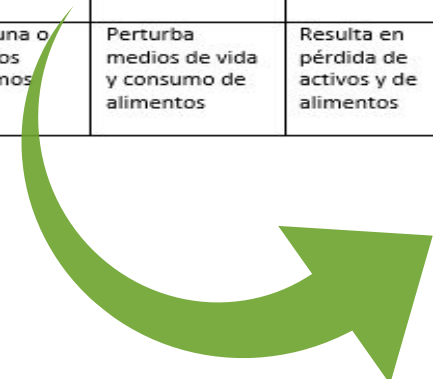 una o
os
mos
Perturba
medios de vida
y consumo de
alimentos
Resulta en
pérdida de
activos y de
alimentos